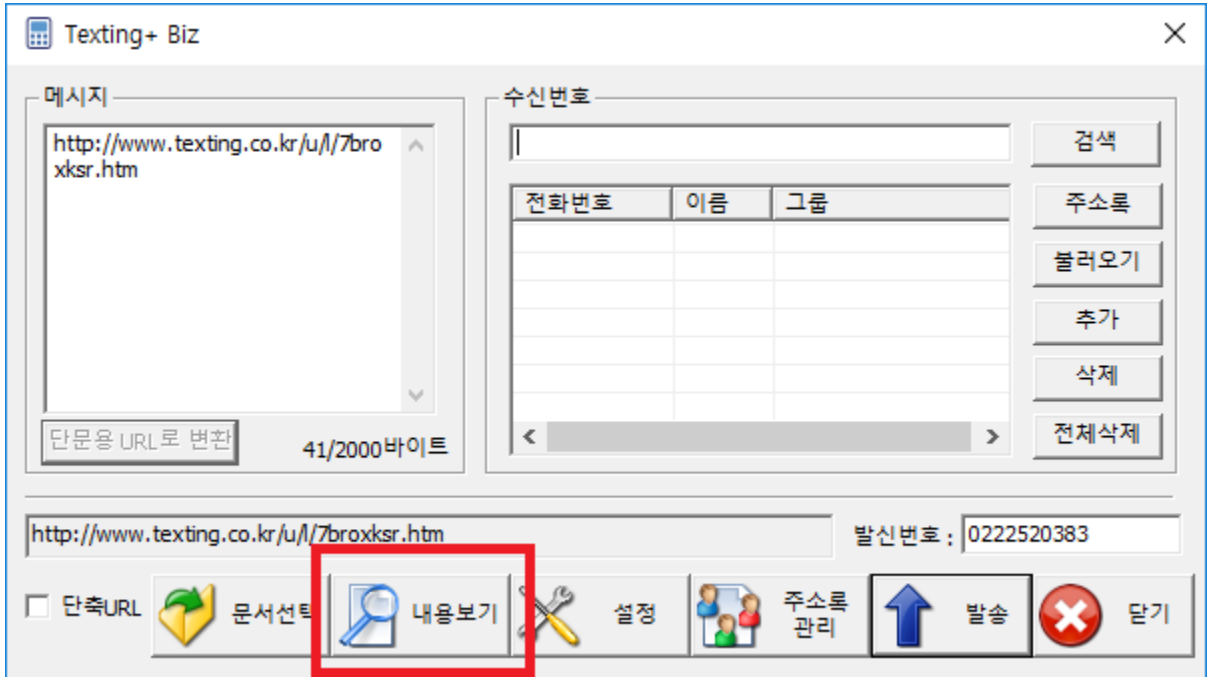 Texting+ Biz
메시지
http://www.texting.co.kr/u/l/7bro
xksr.htm
단문용 URL로 변환
41/2000바이트
수신번호
검색
전화번호 이름 그룹
주소록
불러오기
추가
삭제
전체삭제
http://www.texting.co.kr/u/l/7broxksr.htm
발신번호 : 0222520383
단축URL
문서선택
내용보기
설정
주소록
관리
발송
닫기